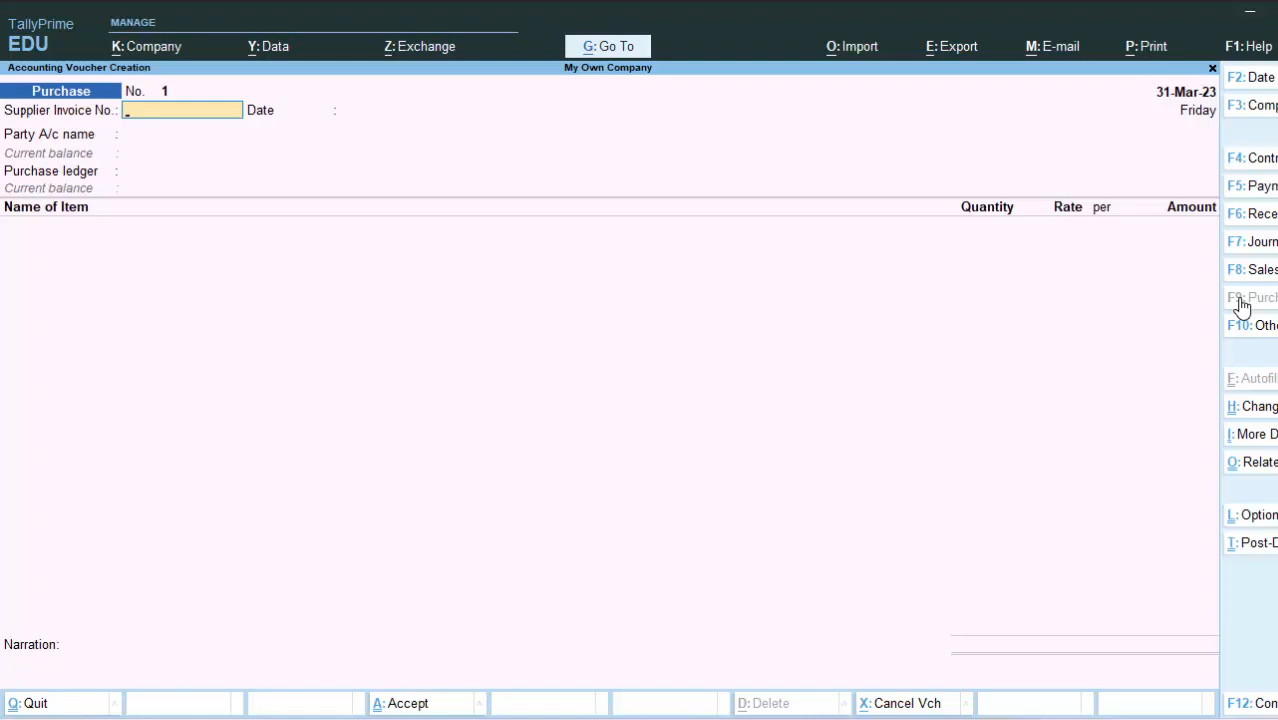 TallyPrime
EDU
MANAGE
K: Company
Y: Data
Z: Exchange
G: Go To
O: Import
E: Export
M: E-mail
P: Print
F1: Help
Accounting Voucher Creation
My Own Company
Purchase No. 1
31-Mar-23
Supplier Invoice No.:
Date :
Friday
Party A/c name :
Current balance :
Purchase ledger :
Current balance :
Name of Item
Quantity
Rate per
Amount
F2: Date
F3: Comp
F4: Contr
F5: Paym
F6: Rece
F7: Journ
F8: Sales
F9: Purch
F10: Othe
F: Autofil
H: Chang
I: More D
O: Relate
L: Option
T: Post-D
Narration:
Q: Quit
A: Accept
D: Delete
X: Cancel Vch
F12: Con